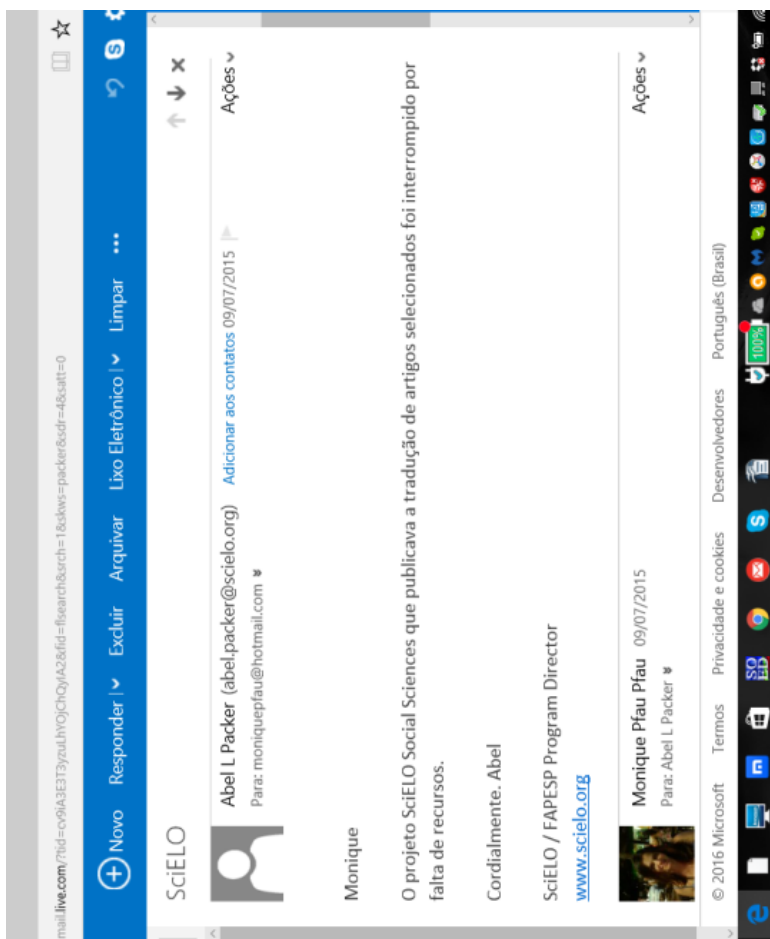 mail.live.com/?tid=cv9iA3E3T3yzuLhYOjChQyIA2&fid=flsearch&srch=1&skws=packer&sdr=4&satt=0
Novo Responder Excluir Arquivar Lixo Eletrônico Limpar
SciELO
Abel L Packer (abel.packer@scielo.org) Adicionar aos contatos 09/07/2015 Ações
Para: moniquepfau@hotmail.com
Monique
O projeto SciELO Social Sciences que publicava a tradução de artigos selecionados foi interrompido por
falta de recursos.
Cordialmente. Abel
SciELO / FAPESP Program Director
www.scielo.org
Monique Pfau Pfau 09/07/2015 Ações
Para: Abel L Packer
© 2016 Microsoft Termos Privacidade e cookies Desenvolvedores Português (Brasil)
100%